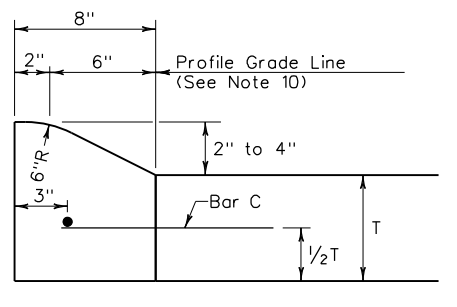 8"
2"
6"
Profile Grade Line
(See Note 10)
2" to 4"
6"R
3"
Bar C
T
½T